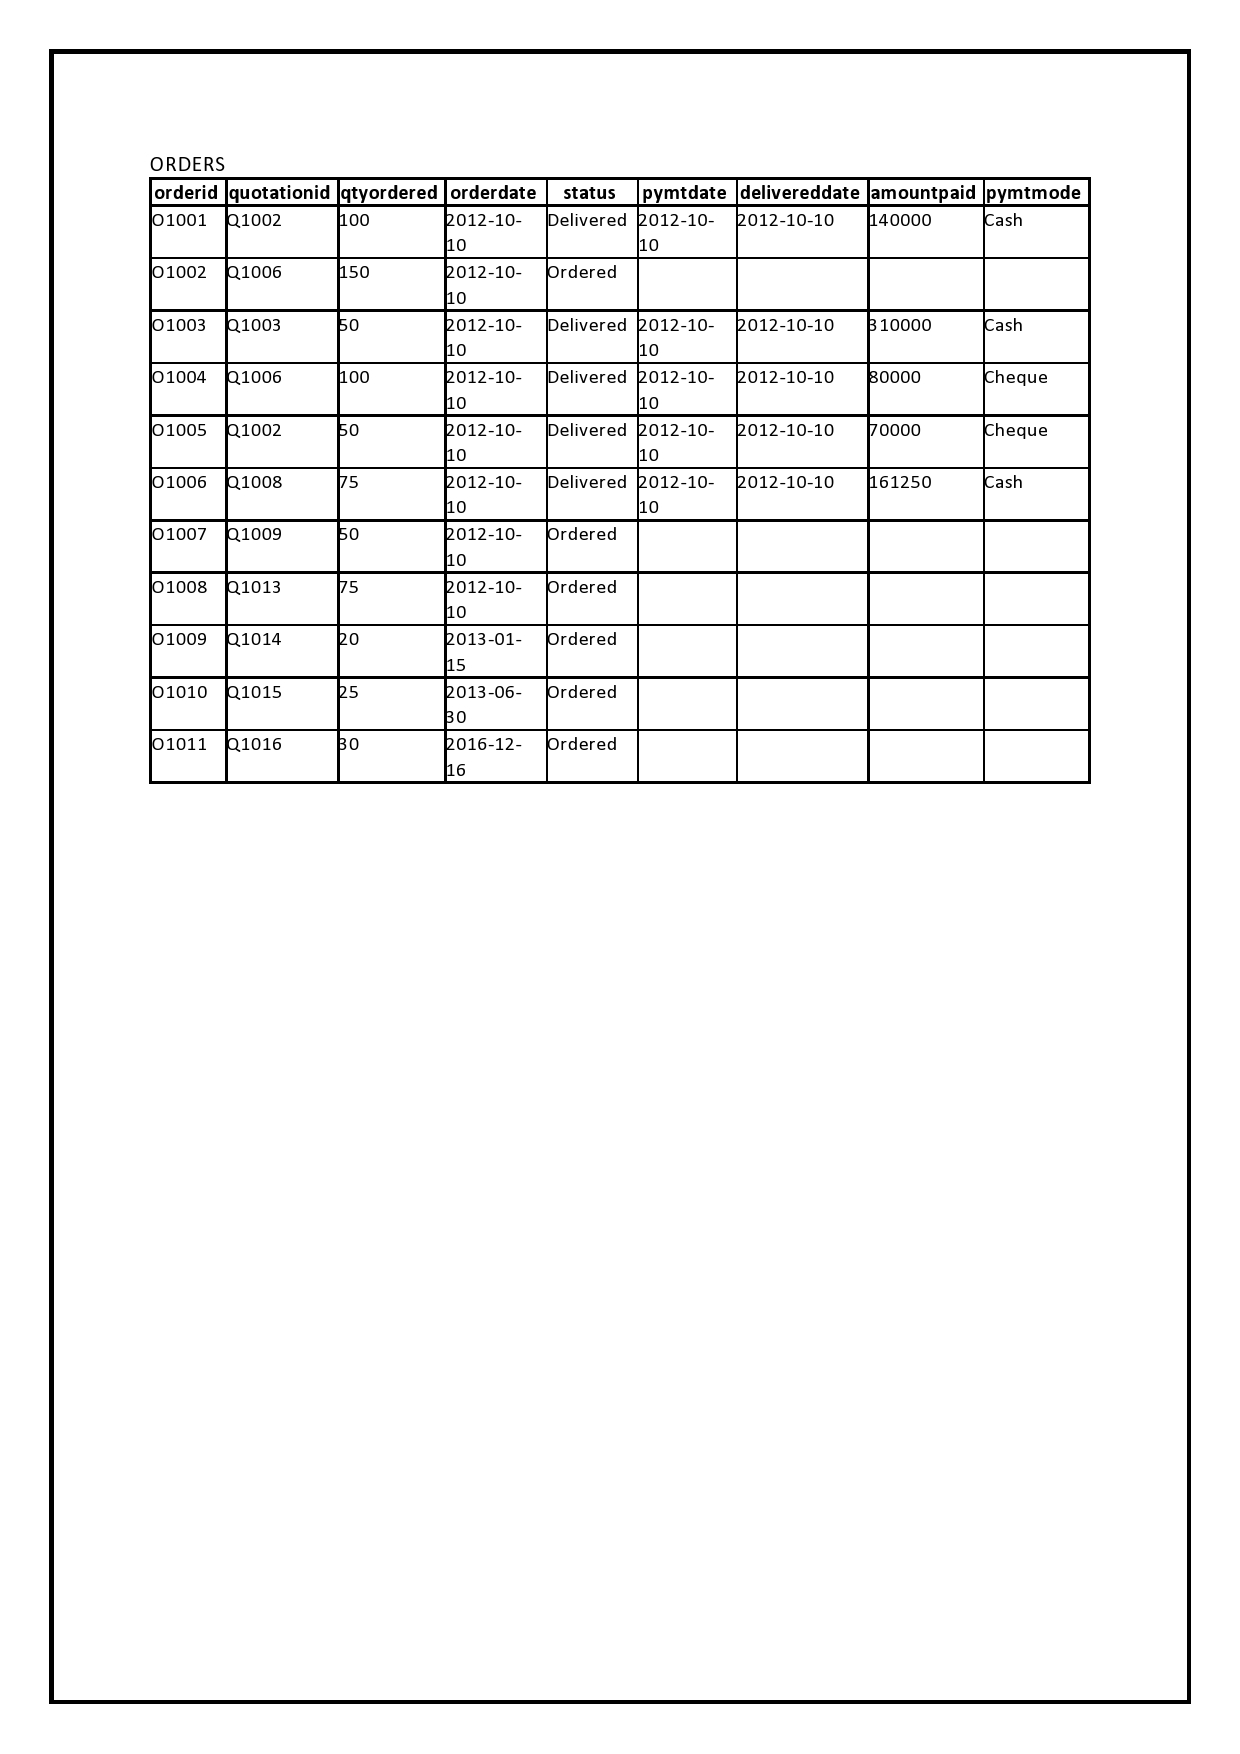 ORDERS
orderid quotationid qtyordered orderdate status pymtdate delivereddate amountpaid pymtmode
O1001 Q1002 100 2012-10- Delivered 2012-10- 2012-10-10 140000 Cash
10 10
O1002 Q1006 150 2012-10- Ordered
10
O1003 Q1003 50 2012-10- Delivered 2012-10- 2012-10-10 310000 Cash
10 10
O1004 Q1006 100 2012-10- Delivered 2012-10- 2012-10-10 80000 Cheque
10 10
O1005 Q1002 50 2012-10- Delivered 2012-10- 2012-10-10 70000 Cheque
10 10
O1006 Q1008 75 2012-10- Delivered 2012-10- 2012-10-10 161250 Cash
10 10
O1007 Q1009 50 2012-10- Ordered
10
O1008 Q1013 75 2012-10- Ordered
10
O1009 Q1014 20 2013-01- Ordered
15
O1010 Q1015 25 2013-06- Ordered
30
O1011 Q1016 30 2016-12- Ordered
16